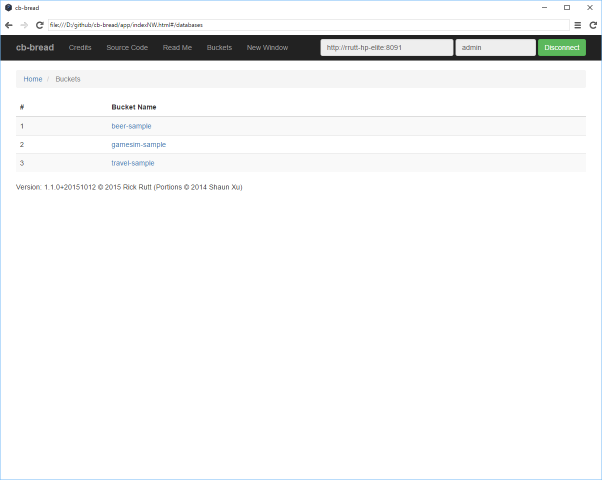 cb-bread
file:///D:/github/cb-bread/app/indexNW.html#/databases
cb-bread Credits Source Code Read Me Buckets New Window http://rrutt-hp-elite:8091 admin Disconnect
Home / Buckets
# Bucket Name
1 beer-sample
2 gamesim-sample
3 travel-sample
Version: 1.1.0+20151012 © 2015 Rick Rutt (Portions © 2014 Shaun Xu)